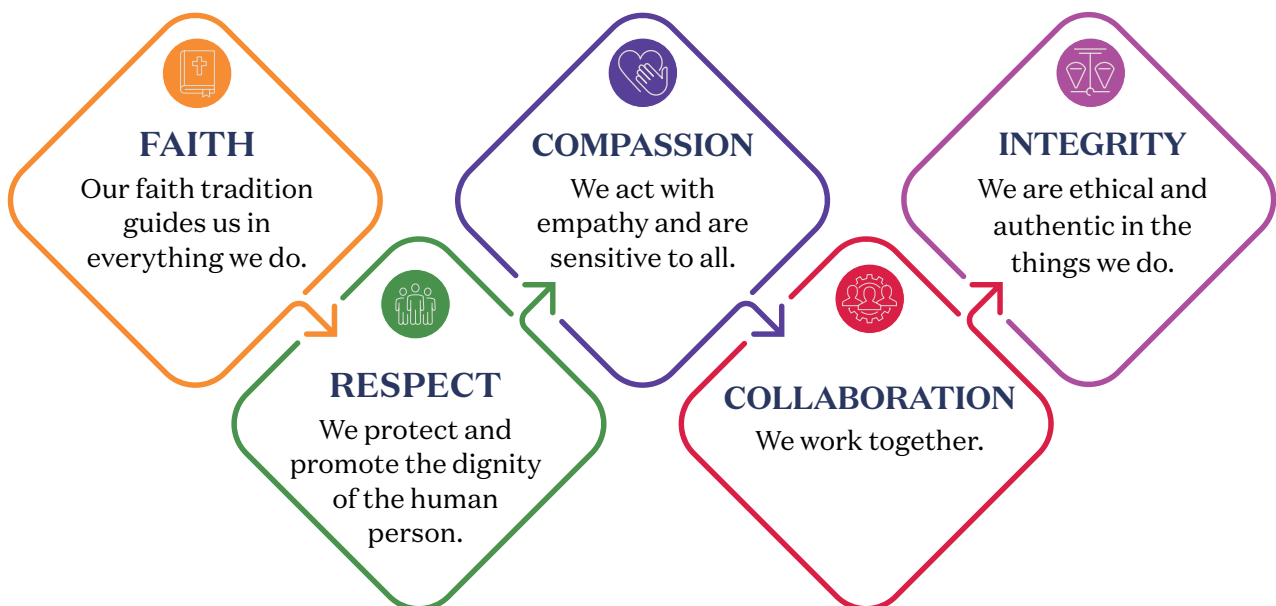 FAITH
Our faith tradition
guides us in
everything we do.
RESPECT
We protect and
promote the dignity
of the human
person.
COMPASSION
We act with
empathy and are
sensitive to all.
COLLABORATION
We work together.
INTEGRITY
We are ethical and
authentic in the
things we do.